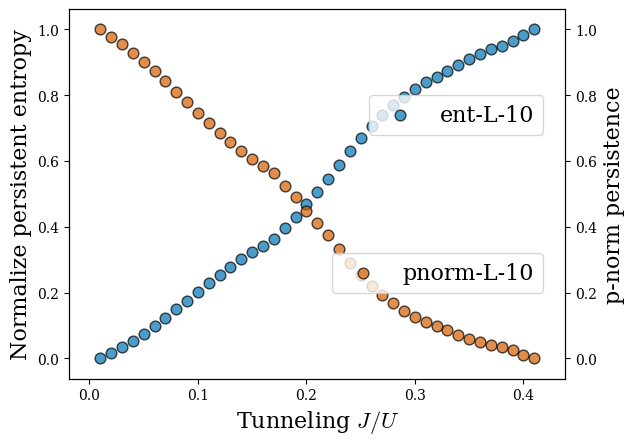 Normalize persistent entropy
1.0
0.8
0.6
0.4
0.2
0.0
ent-L-10
pnorm-L-10
1.0
0.8
0.6
0.4
0.2
0.0
p-norm persistence
0.0 0.1 0.2 0.3 0.4
Tunneling J/U